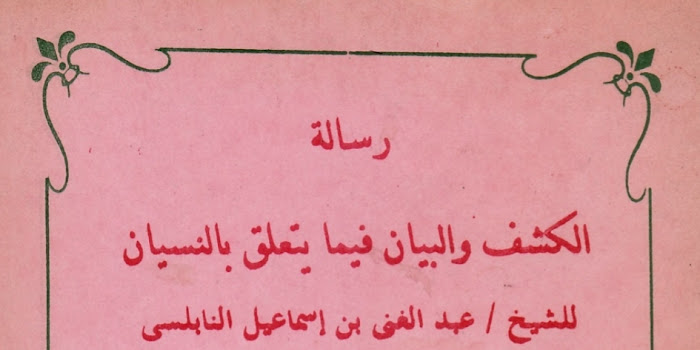 رسالة
الكشف والبيان فيما يتعلق بالنسيان
للشيخ / عبد الغنى بن إسماعيل النابلسى